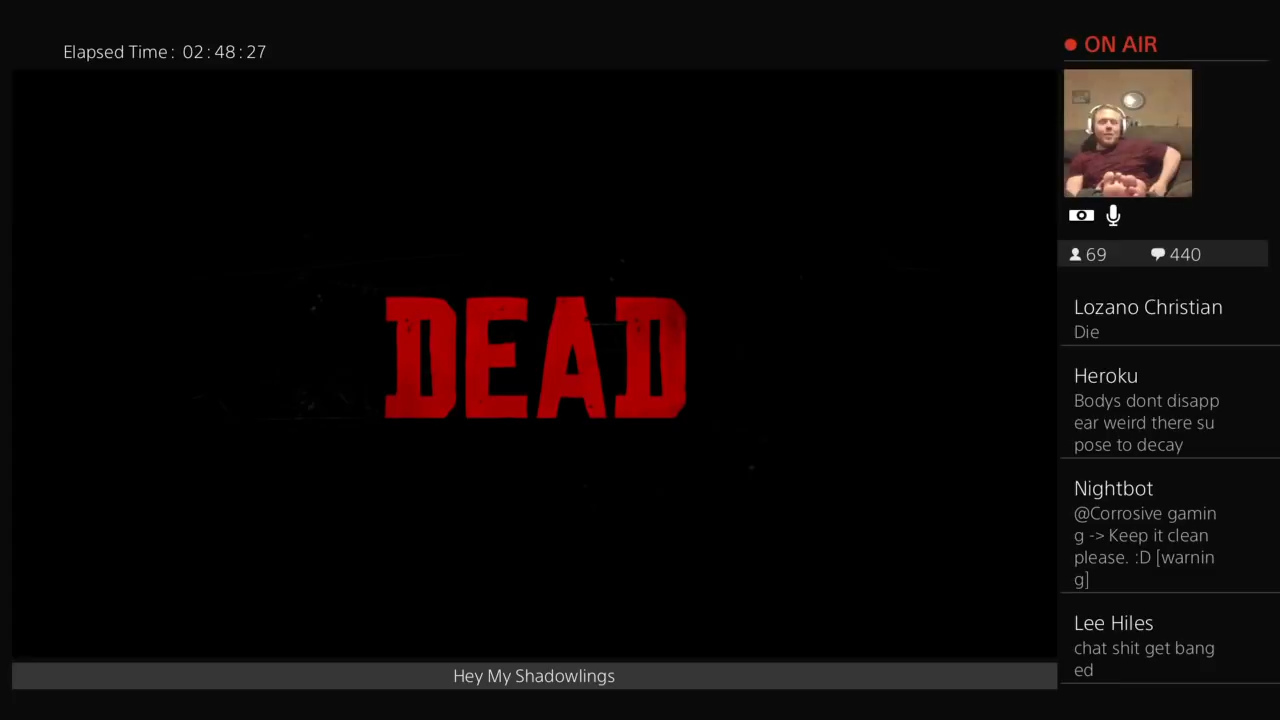 Elapsed Time: 02:48:27
ON AIR
69 440
DEAD
Lozano Christian
Die
Heroku
Bodys dont disapp
ear weird there su
pose to decay
Nightbot
@Corrosive gamin
g -> Keep it clean
please. :D [warnin
g]
Lee Hiles
chat shit get bang
ed
Hey My Shadowlings